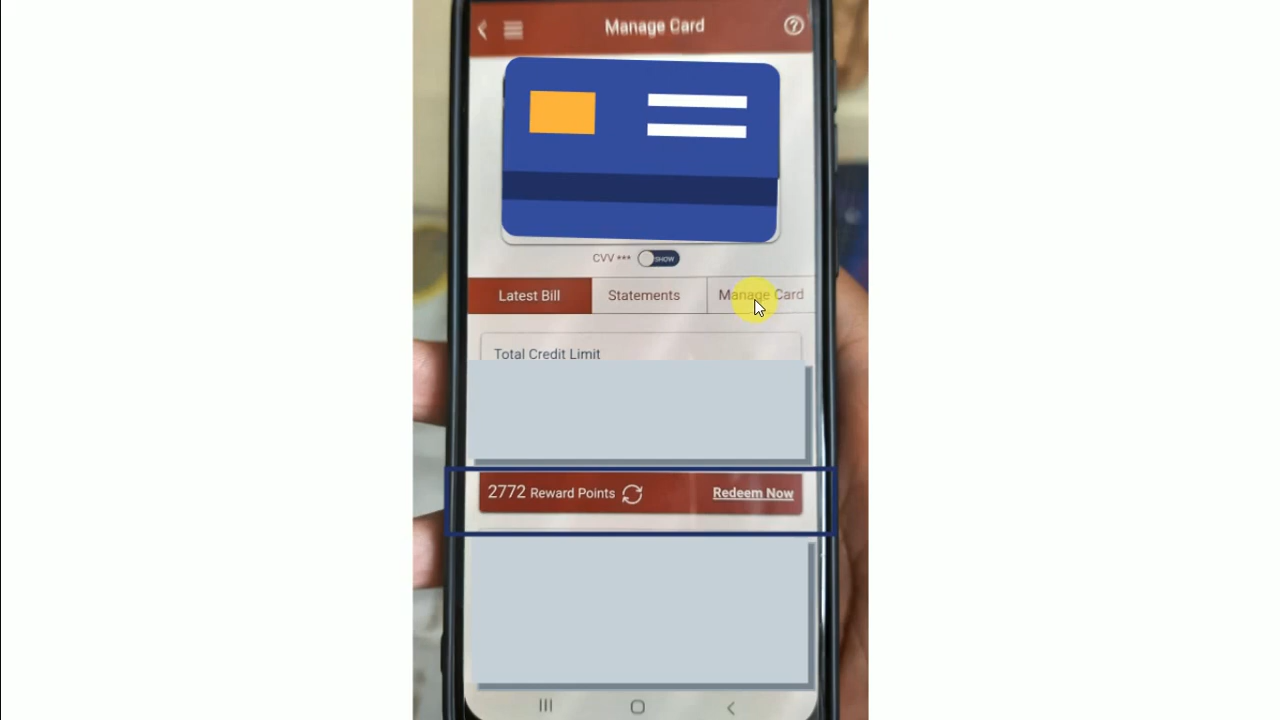 Manage Card
CVV ***
SHOW
Latest Bill
Statements
Manage Card
Total Credit Limit
2772 Reward Points
Redeem Now